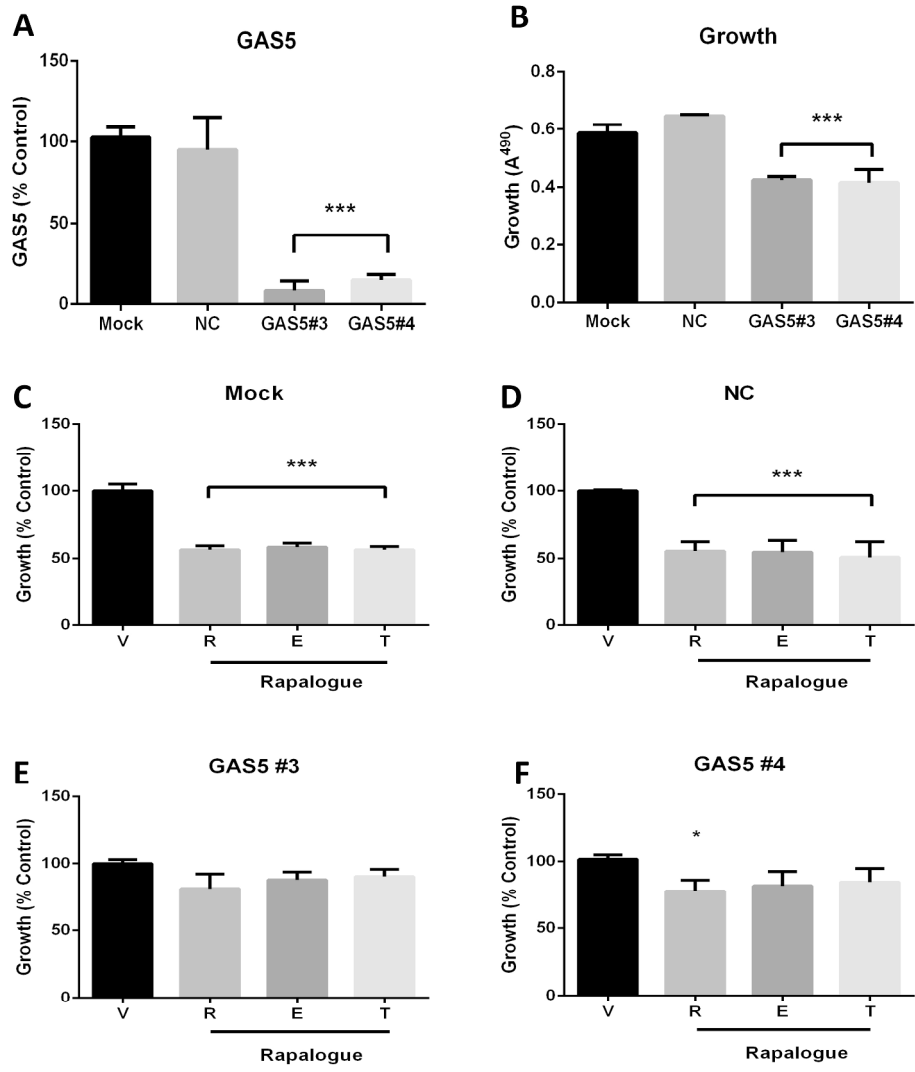 A
GAS5
GAS5 (% Control)
150
100
50
0
***
Mock NC GAS5#3 GAS5#4
B
Growth
Growth (A490)
0.8
0.6
0.4
0.2
0.0
***
Mock NC GAS5#3 GAS5#4
C
Mock
Growth (% Control)
150
100
50
0
***
V R E T
Rapalogue
D
NC
Growth (% Control)
150
100
50
0
***
V R E T
Rapalogue
E
GAS5 #3
Growth (% Control)
150
100
50
0
V R E T
Rapalogue
F
GAS5 #4
Growth (% Control)
150
100
50
0
*
V R E T
Rapalogue